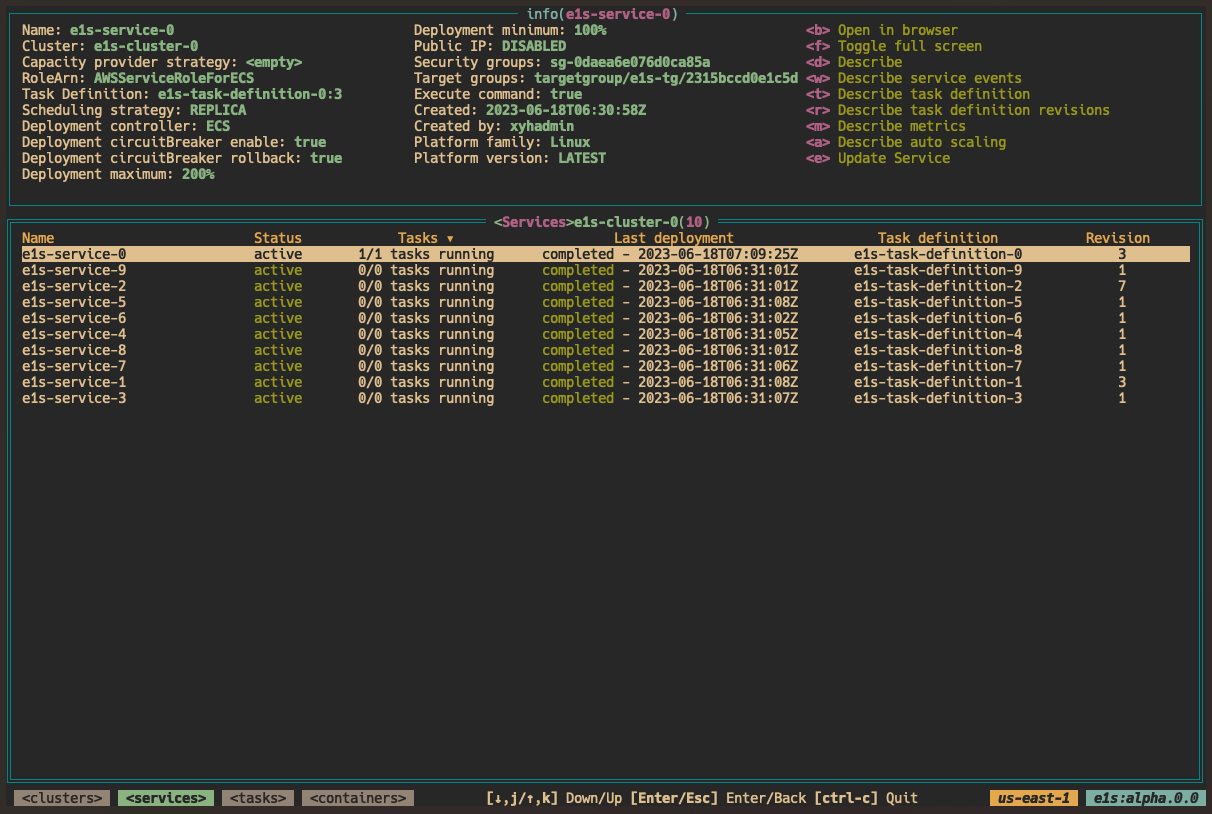 info(e1s-service-0)
Name: e1s-service-0
Cluster: e1s-cluster-0
Capacity provider strategy: <empty>
RoleArn: AWSServiceRoleForECS
Task Definition: e1s-task-definition-0:3
Scheduling strategy: REPLICA
Deployment controller: ECS
Deployment circuitBreaker enable: true
Deployment circuitBreaker rollback: true
Deployment maximum: 200%
Deployment minimum: 100%
Public IP: DISABLED
Security groups: sg-0daea6e076d0ca85a
Target groups: targetgroup/e1s-tg/2315bccd0e1c5d
Execute command: true
Created: 2023-06-18T06:30:58Z
Created by: xyhadmin
Platform family: Linux
Platform version: LATEST
<b> Open in browser
<f> Toggle full screen
<d> Describe
<w> Describe service events
<t> Describe task definition
<r> Describe task definition revisions
<m> Describe metrics
<a> Describe auto scaling
<e> Update Service
<Services>e1s-cluster-0(10)
Name Status Tasks ▾ Last deployment Task definition Revision
e1s-service-0 active 1/1 tasks running completed - 2023-06-18T07:09:25Z e1s-task-definition-0 3
e1s-service-9 active 0/0 tasks running completed - 2023-06-18T06:31:01Z e1s-task-definition-9 1
e1s-service-2 active 0/0 tasks running completed - 2023-06-18T06:31:01Z e1s-task-definition-2 7
e1s-service-5 active 0/0 tasks running completed - 2023-06-18T06:31:08Z e1s-task-definition-5 1
e1s-service-6 active 0/0 tasks running completed - 2023-06-18T06:31:02Z e1s-task-definition-6 1
e1s-service-4 active 0/0 tasks running completed - 2023-06-18T06:31:05Z e1s-task-definition-4 1
e1s-service-8 active 0/0 tasks running completed - 2023-06-18T06:31:01Z e1s-task-definition-8 1
e1s-service-7 active 0/0 tasks running completed - 2023-06-18T06:31:06Z e1s-task-definition-7 1
e1s-service-1 active 0/0 tasks running completed - 2023-06-18T06:31:08Z e1s-task-definition-1 3
e1s-service-3 active 0/0 tasks running completed - 2023-06-18T06:31:07Z e1s-task-definition-3 1
<clusters> <services> <tasks> <containers> [↓,j/↑,k] Down/Up [Enter/Esc] Enter/Back [ctrl-c] Quit us-east-1 e1s:alpha.0.0